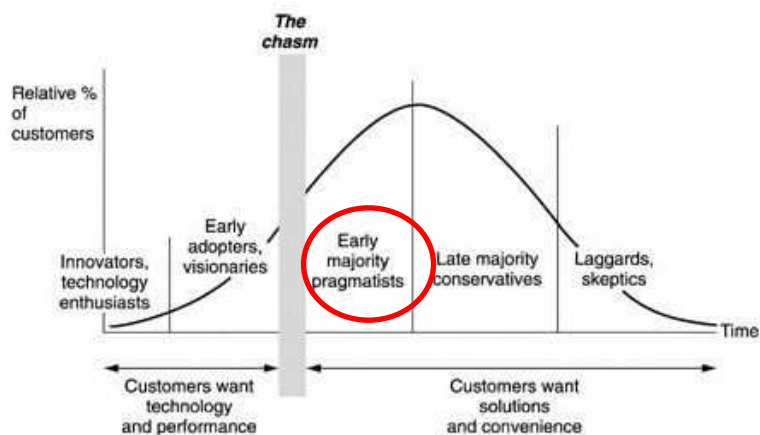 The
chasm
Relative %
of
customers
Innovators,
technology
enthusiasts
Early
adopters,
visionaries
Early
majority
pragmatists
Late majority
conservatives
Laggards,
skeptics
Time
Customers want
technology
and performance
Customers want
solutions
and convenience